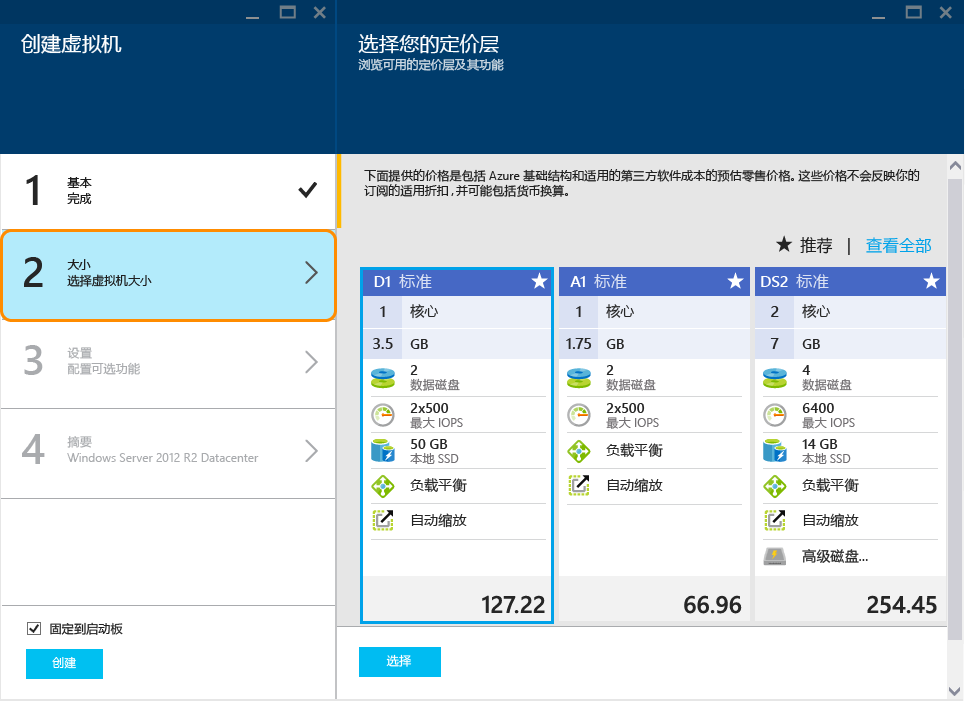 创建虚拟机
选择您的定价层
浏览可用的定价层及其功能
1
基本
完成
2
大小
选择虚拟机大小
3
设置
配置可选功能
4
摘要
Windows Server 2012 R2 Datacenter
固定到启动板
创建
下面提供的价格是包括 Azure 基础结构和适用的第三方软件成本的预估零售价格。这些价格不会反映你的
订阅的适用折扣，并可能包括货币换算。
★ 推荐 | 查看全部
D1 标准 ★
1 核心
3.5 GB
2
数据磁盘
2x500
最大 IOPS
50 GB
本地 SSD
负载平衡
自动缩放
127.22
A1 标准 ★
1 核心
1.75 GB
2
数据磁盘
2x500
最大 IOPS
负载平衡
自动缩放
66.96
DS2 标准 ★
2 核心
7 GB
4
数据磁盘
6400
最大 IOPS
14 GB
本地 SSD
负载平衡
自动缩放
高级磁盘...
254.45
选择